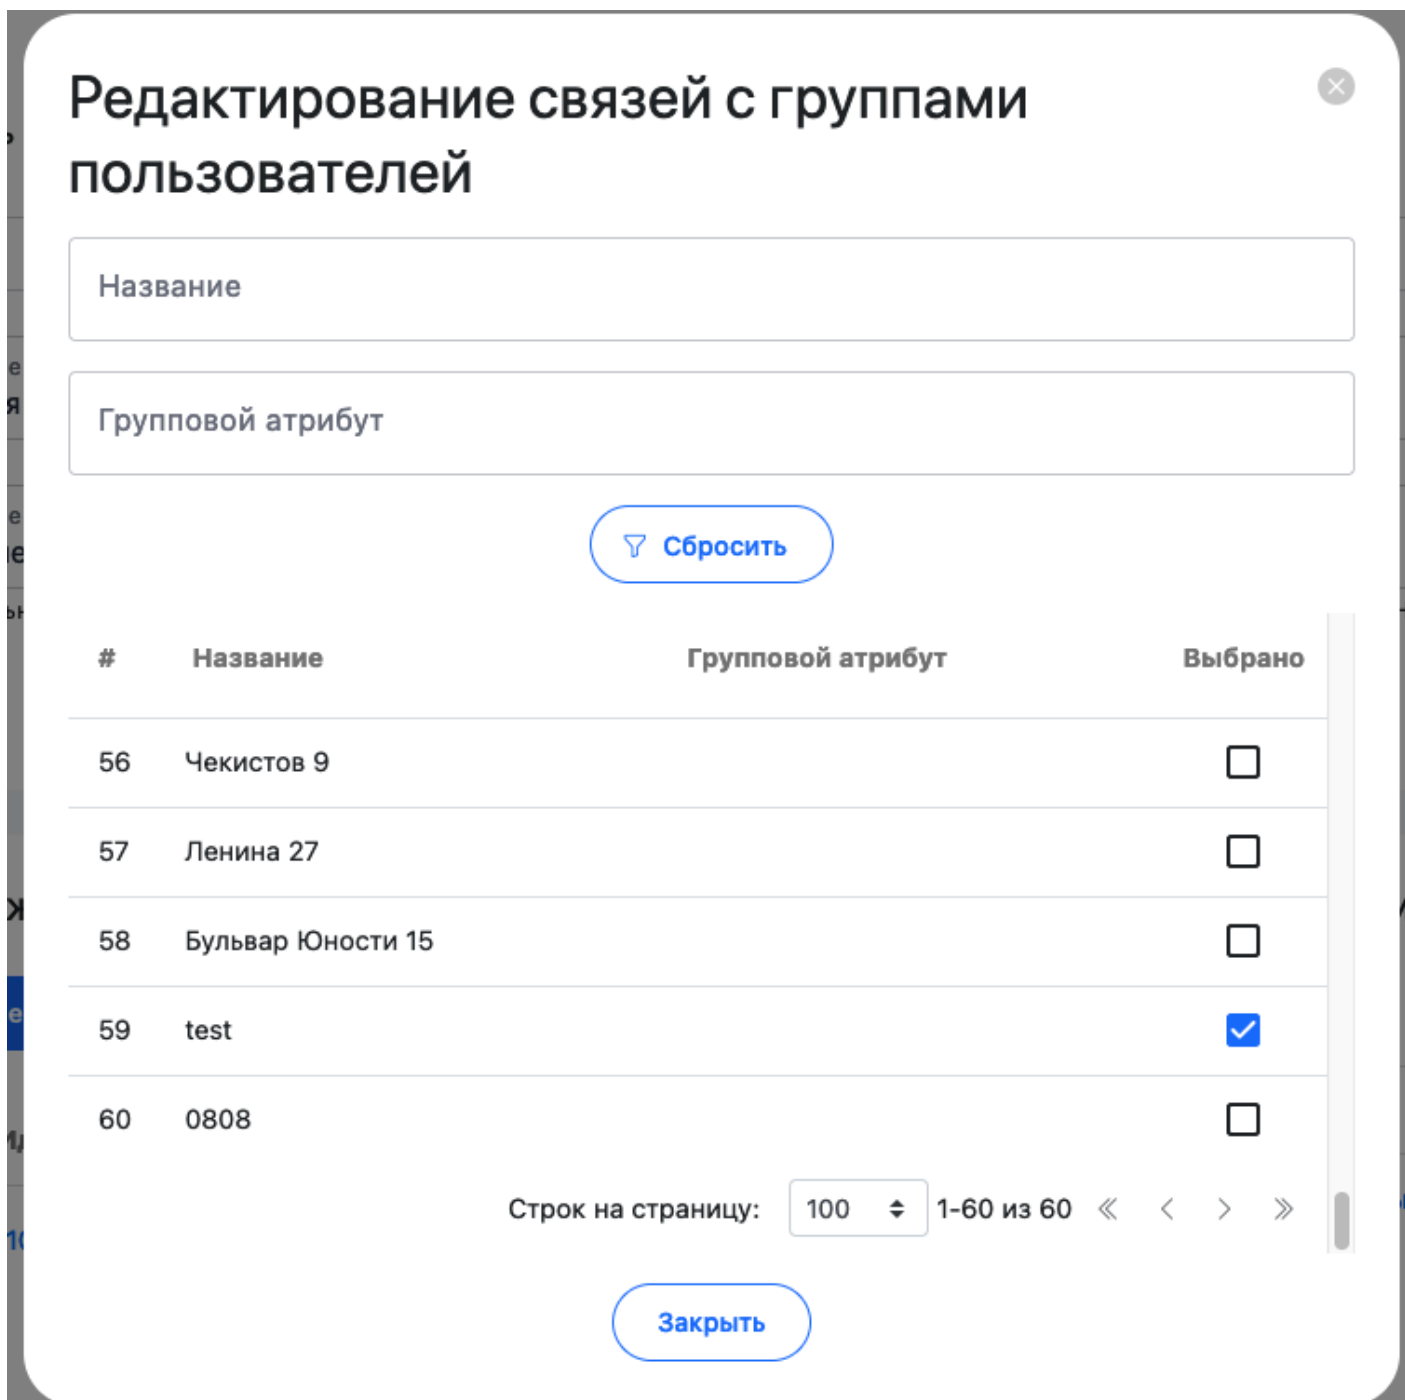 Редактирование связей с группами
пользователей
Название
Групповой атрибут
Сбросить
# Название Групповой атрибут Выбрано
56 Чекистов 9
57 Ленина 27
58 Бульвар Юности 15
59 test
60 0808
Строк на страницу: 100 1-60 из 60
Закрыть